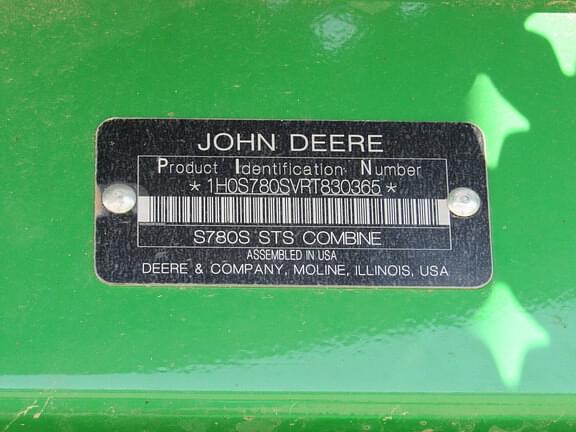 JOHN DEERE
Product Identification Number
*1H0S780SVRT830365*
S780S STS COMBINE
ASSEMBLED IN USA
DEERE & COMPANY, MOLINE, ILLINOIS, USA